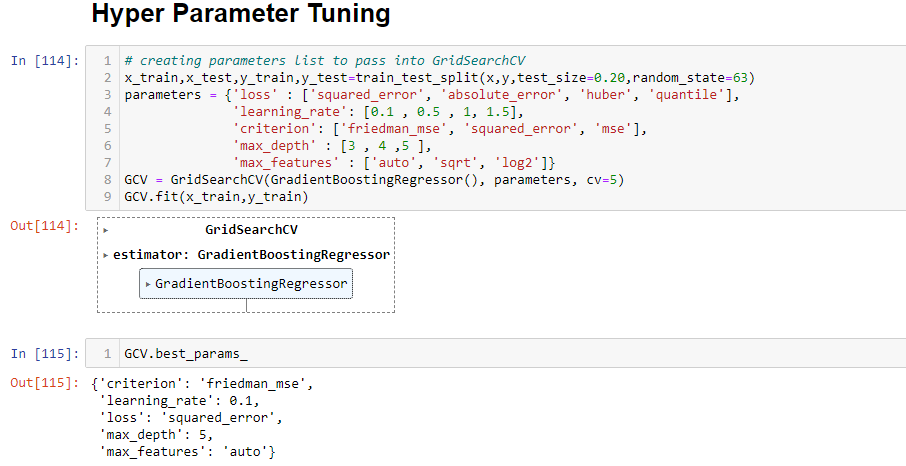 Hyper Parameter Tuning
In [114]:
1 # creating parameters list to pass into GridSearchCV
2 x_train,x_test,y_train,y_test=train_test_split(x,y,test_size=0.20,random_state=63)
3 parameters = {'loss' : ['squared_error', 'absolute_error', 'huber', 'quantile'],
4 'learning_rate': [0.1 , 0.5 , 1, 1.5],
5 'criterion': ['friedman_mse', 'squared_error', 'mse'],
6 'max_depth' : [3 , 4 ,5 ],
7 'max_features' : ['auto', 'sqrt', 'log2']}
8 GCV = GridSearchCV(GradientBoostingRegressor(), parameters, cv=5)
9 GCV.fit(x_train,y_train)
Out[114]:
GridSearchCV
estimator: GradientBoostingRegressor
GradientBoostingRegressor
In [115]:
1 GCV.best_params_
Out[115]: {'criterion': 'friedman_mse',
'learning_rate': 0.1,
'loss': 'squared_error',
'max_depth': 5,
'max_features': 'auto'}